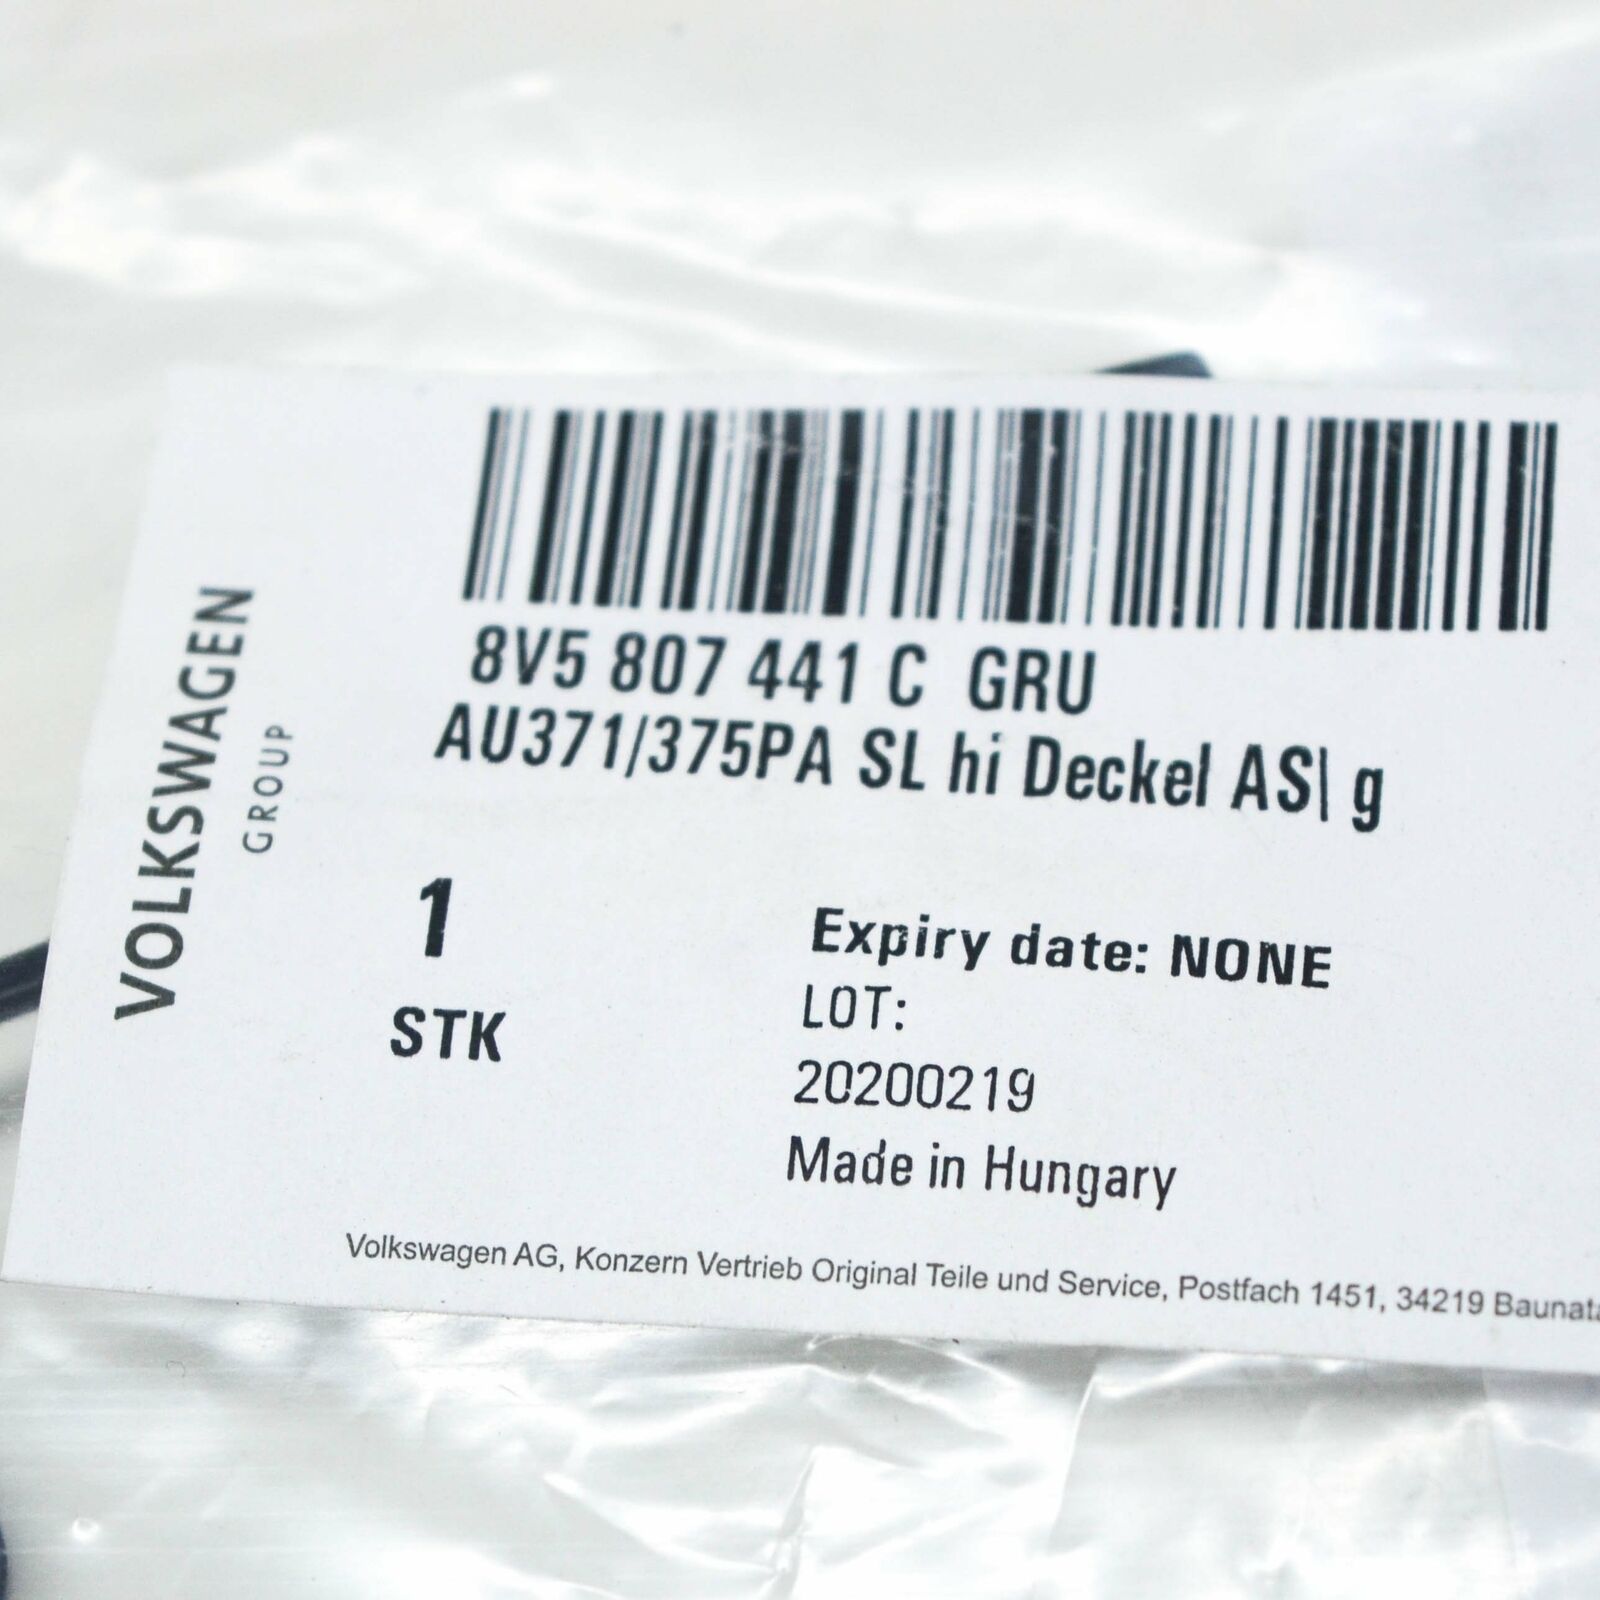 VOLKSWAGEN
GROUP
8V5 807 441 C GRU
AU371/375PA SL hi Deckel AS| g
1
STK
Expiry date: NONE
LOT:
20200219
Made in Hungary
Volkswagen AG, Konzern Vertrieb Original Teile und Service, Postfach 1451, 34219